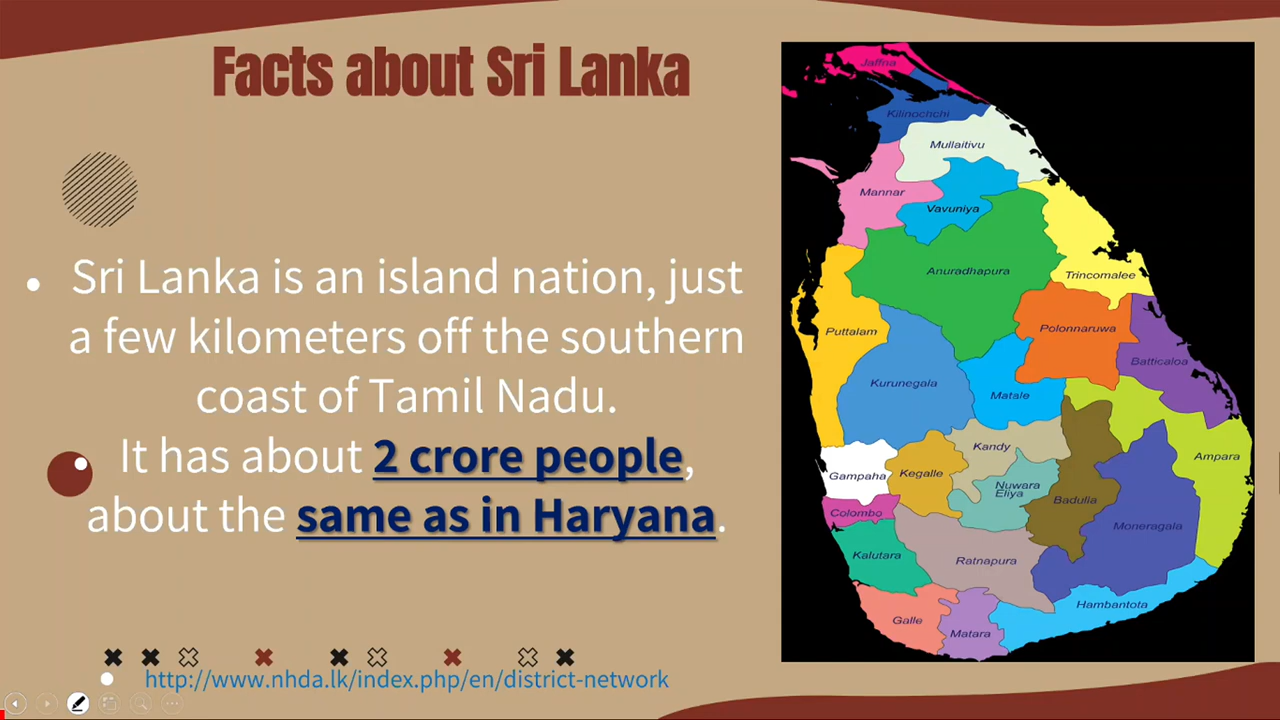 Facts about Sri Lanka
Sri Lanka is an island nation, just
a few kilometers off the southern
coast of Tamil Nadu.
It has about 2 crore people,
about the same as in Haryana.
http://www.nhda.lk/index.php/en/district-network
Jaffna
Kilinochchi
Mullaitivu
Mannar
Vavuniya
Anuradhapura
Trincomalee
Puttalam
Polonnaruwa
Batticaloa
Kurunegala
Matale
Kandy
Ampara
Gampaha
Kegalle
Nuwara
Eliya
Badulia
Colombo
Moneragala
Kalutara
Ratnapura
Hambantota
Galle
Matara